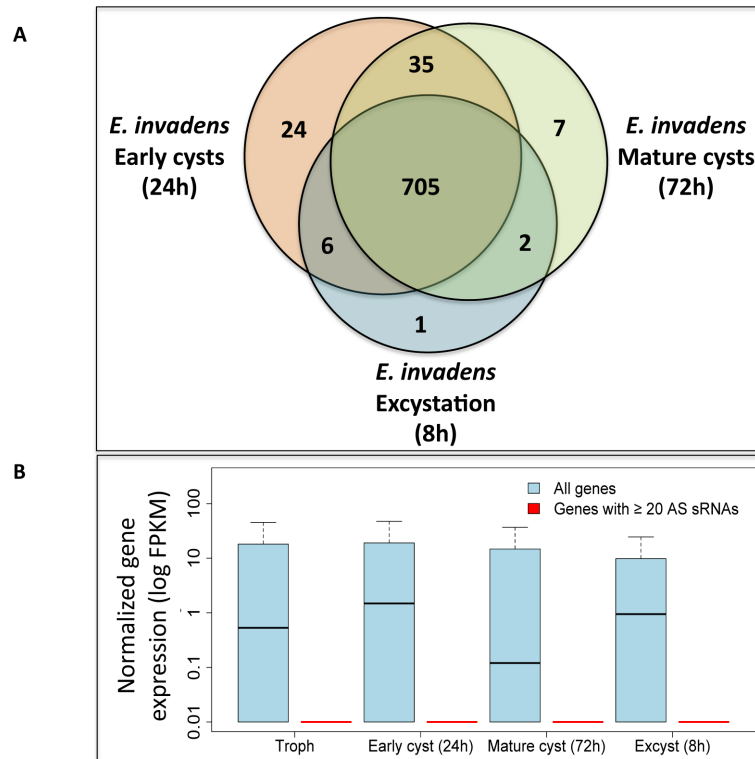 A
35
24
7
E. invadens
Early cysts
(24h)
E. invadens
Mature cysts
(72h)
705
6
2
1
E. invadens
Excystation
(8h)
B
Normalized gene
expression (log FPKM)
100
10
1
0.1
0.01
All genes
Genes with ≥ 20 AS sRNAs
Troph
Early cyst (24h)
Mature cyst (72h)
Excyst (8h)